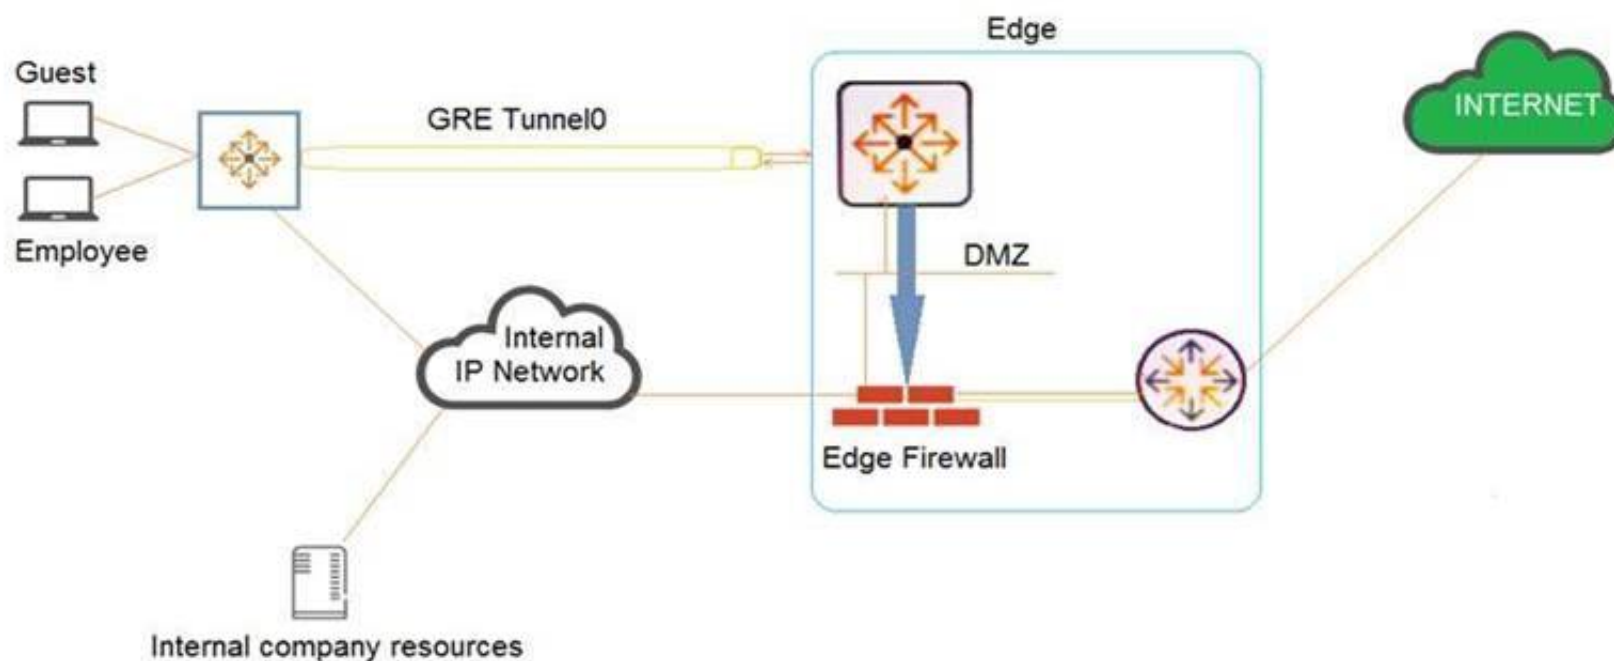 Edge
Guest
INTERNET
GRE Tunnel0
Employee
DMZ
Internal
IP Network
Edge Firewall
Internal company resources